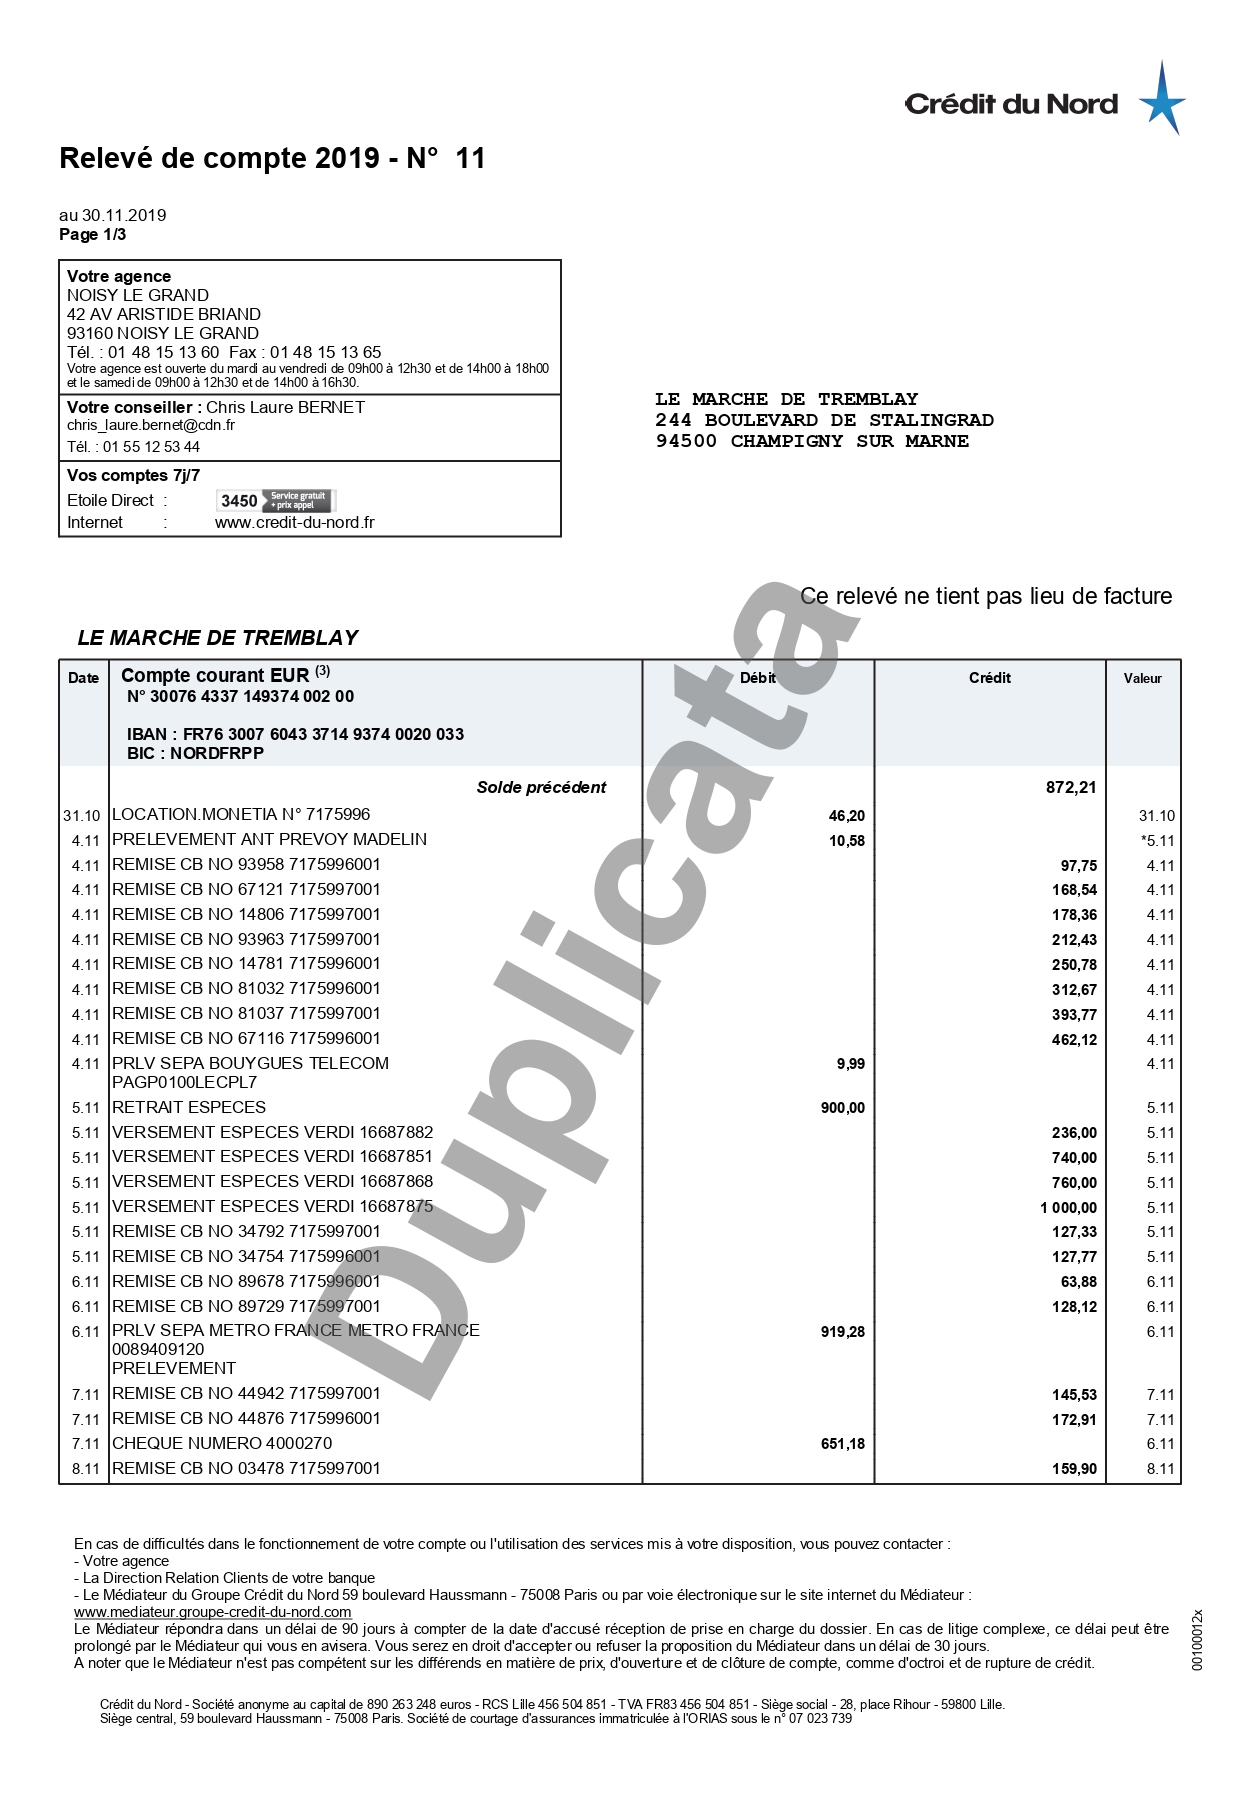 Crédit du Nord
Relevé de compte 2019 - N° 11
au 30.11.2019
Page 1/3
Votre agence
NOISY LE GRAND
42 AV ARISTIDE BRIAND
93160 NOISY LE GRAND
Tél. : 01 48 15 13 60 Fax : 01 48 15 13 65
Votre agence est ouverte du mardi au vendredi de 09h00 à 12h30 et de 14h00 à 18h00
et le samedi de 09h00 à 12h30 et de 14h00 à 16h30.
Votre conseiller : Chris Laure BERNET
chris_laure.bernet@cdn.fr
Tél. : 01 55 12 53 44
Vos comptes 7j/7
Etoile Direct : 3450 Service gratuit
+ prix appel
Internet : www.credit-du-nord.fr
LE MARCHE DE TREMBLAY
244 BOULEVARD DE STALINGRAD
94500 CHAMPIGNY SUR MARNE
Ce relevé ne tient pas lieu de facture
LE MARCHE DE TREMBLAY
Date Compte courant EUR (3) Débit Crédit Valeur
N° 30076 4337 149374 002 00
IBAN : FR76 3007 6043 3714 9374 0020 033
BIC : NORDFRPP
Solde précédent 872,21
31.10 LOCATION.MONETIA N° 7175996 46,20 31.10
4.11 PRELEVEMENT ANT PREVOY MADELIN 10,58 *5.11
4.11 REMISE CB NO 93958 7175996001 97,75 4.11
4.11 REMISE CB NO 67121 7175997001 168,54 4.11
4.11 REMISE CB NO 14806 7175997001 178,36 4.11
4.11 REMISE CB NO 93963 7175997001 212,43 4.11
4.11 REMISE CB NO 14781 7175996001 250,78 4.11
4.11 REMISE CB NO 81032 7175996001 312,67 4.11
4.11 REMISE CB NO 81037 7175997001 393,77 4.11
4.11 REMISE CB NO 67116 7175996001 462,12 4.11
4.11 PRLV SEPA BOUYGUES TELECOM 9,99 4.11
PAGP0100LECPL7
5.11 RETRAIT ESPECES 900,00 5.11
5.11 VERSEMENT ESPECES VERDI 16687882 236,00 5.11
5.11 VERSEMENT ESPECES VERDI 16687851 740,00 5.11
5.11 VERSEMENT ESPECES VERDI 16687868 760,00 5.11
5.11 VERSEMENT ESPECES VERDI 16687875 1 000,00 5.11
5.11 REMISE CB NO 34792 7175997001 127,33 5.11
5.11 REMISE CB NO 34754 7175996001 127,77 5.11
6.11 REMISE CB NO 89678 7175996001 63,88 6.11
6.11 REMISE CB NO 89729 7175997001 128,12 6.11
6.11 PRLV SEPA METRO FRANCE METRO FRANCE 919,28 6.11
0089409120
PRELEVEMENT
7.11 REMISE CB NO 44942 7175997001 145,53 7.11
7.11 REMISE CB NO 44876 7175996001 172,91 7.11
7.11 CHEQUE NUMERO 4000270 651,18 6.11
8.11 REMISE CB NO 03478 7175997001 159,90 8.11
Duplicata
En cas de difficultés dans le fonctionnement de votre compte ou l'utilisation des services mis à votre disposition, vous pouvez contacter :
- Votre agence
- La Direction Relation Clients de votre banque
- Le Médiateur du Groupe Crédit du Nord 59 boulevard Haussmann - 75008 Paris ou par voie électronique sur le site internet du Médiateur :
www.mediateur.groupe-credit-du-nord.com
Le Médiateur répondra dans un délai de 90 jours à compter de la date d'accusé réception de prise en charge du dossier. En cas de litige complexe, ce délai peut être
prolongé par le Médiateur qui vous en avisera. Vous serez en droit d'accepter ou refuser la proposition du Médiateur dans un délai de 30 jours.
A noter que le Médiateur n'est pas compétent sur les différends en matière de prix, d'ouverture et de clôture de compte, comme d'octroi et de rupture de crédit.
00100012x
Crédit du Nord - Société anonyme au capital de 890 263 248 euros - RCS Lille 456 504 851 - TVA FR83 456 504 851 - Siège social - 28, place Rihour - 59800 Lille.
Siège central, 59 boulevard Haussmann - 75008 Paris. Société de courtage d'assurances immatriculée à l'ORIAS sous le n° 07 023 739